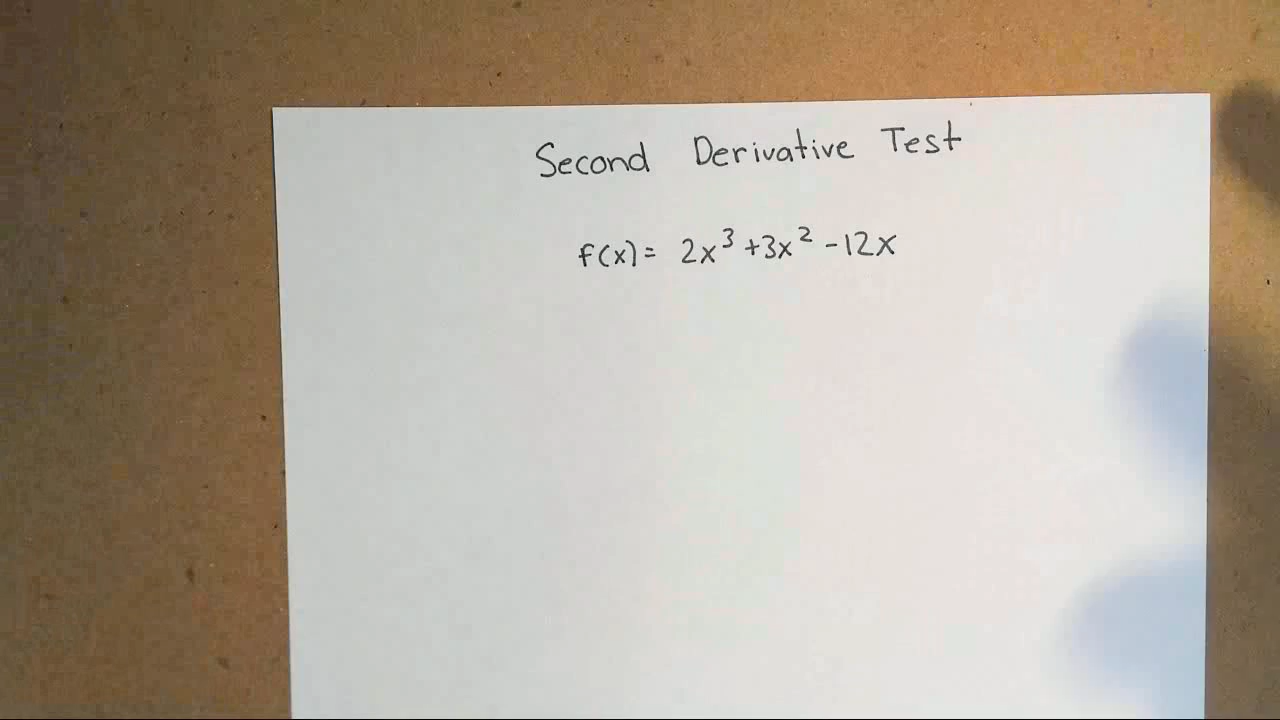 Second Derivative Test
f(x)= 2x³+3x²-12x